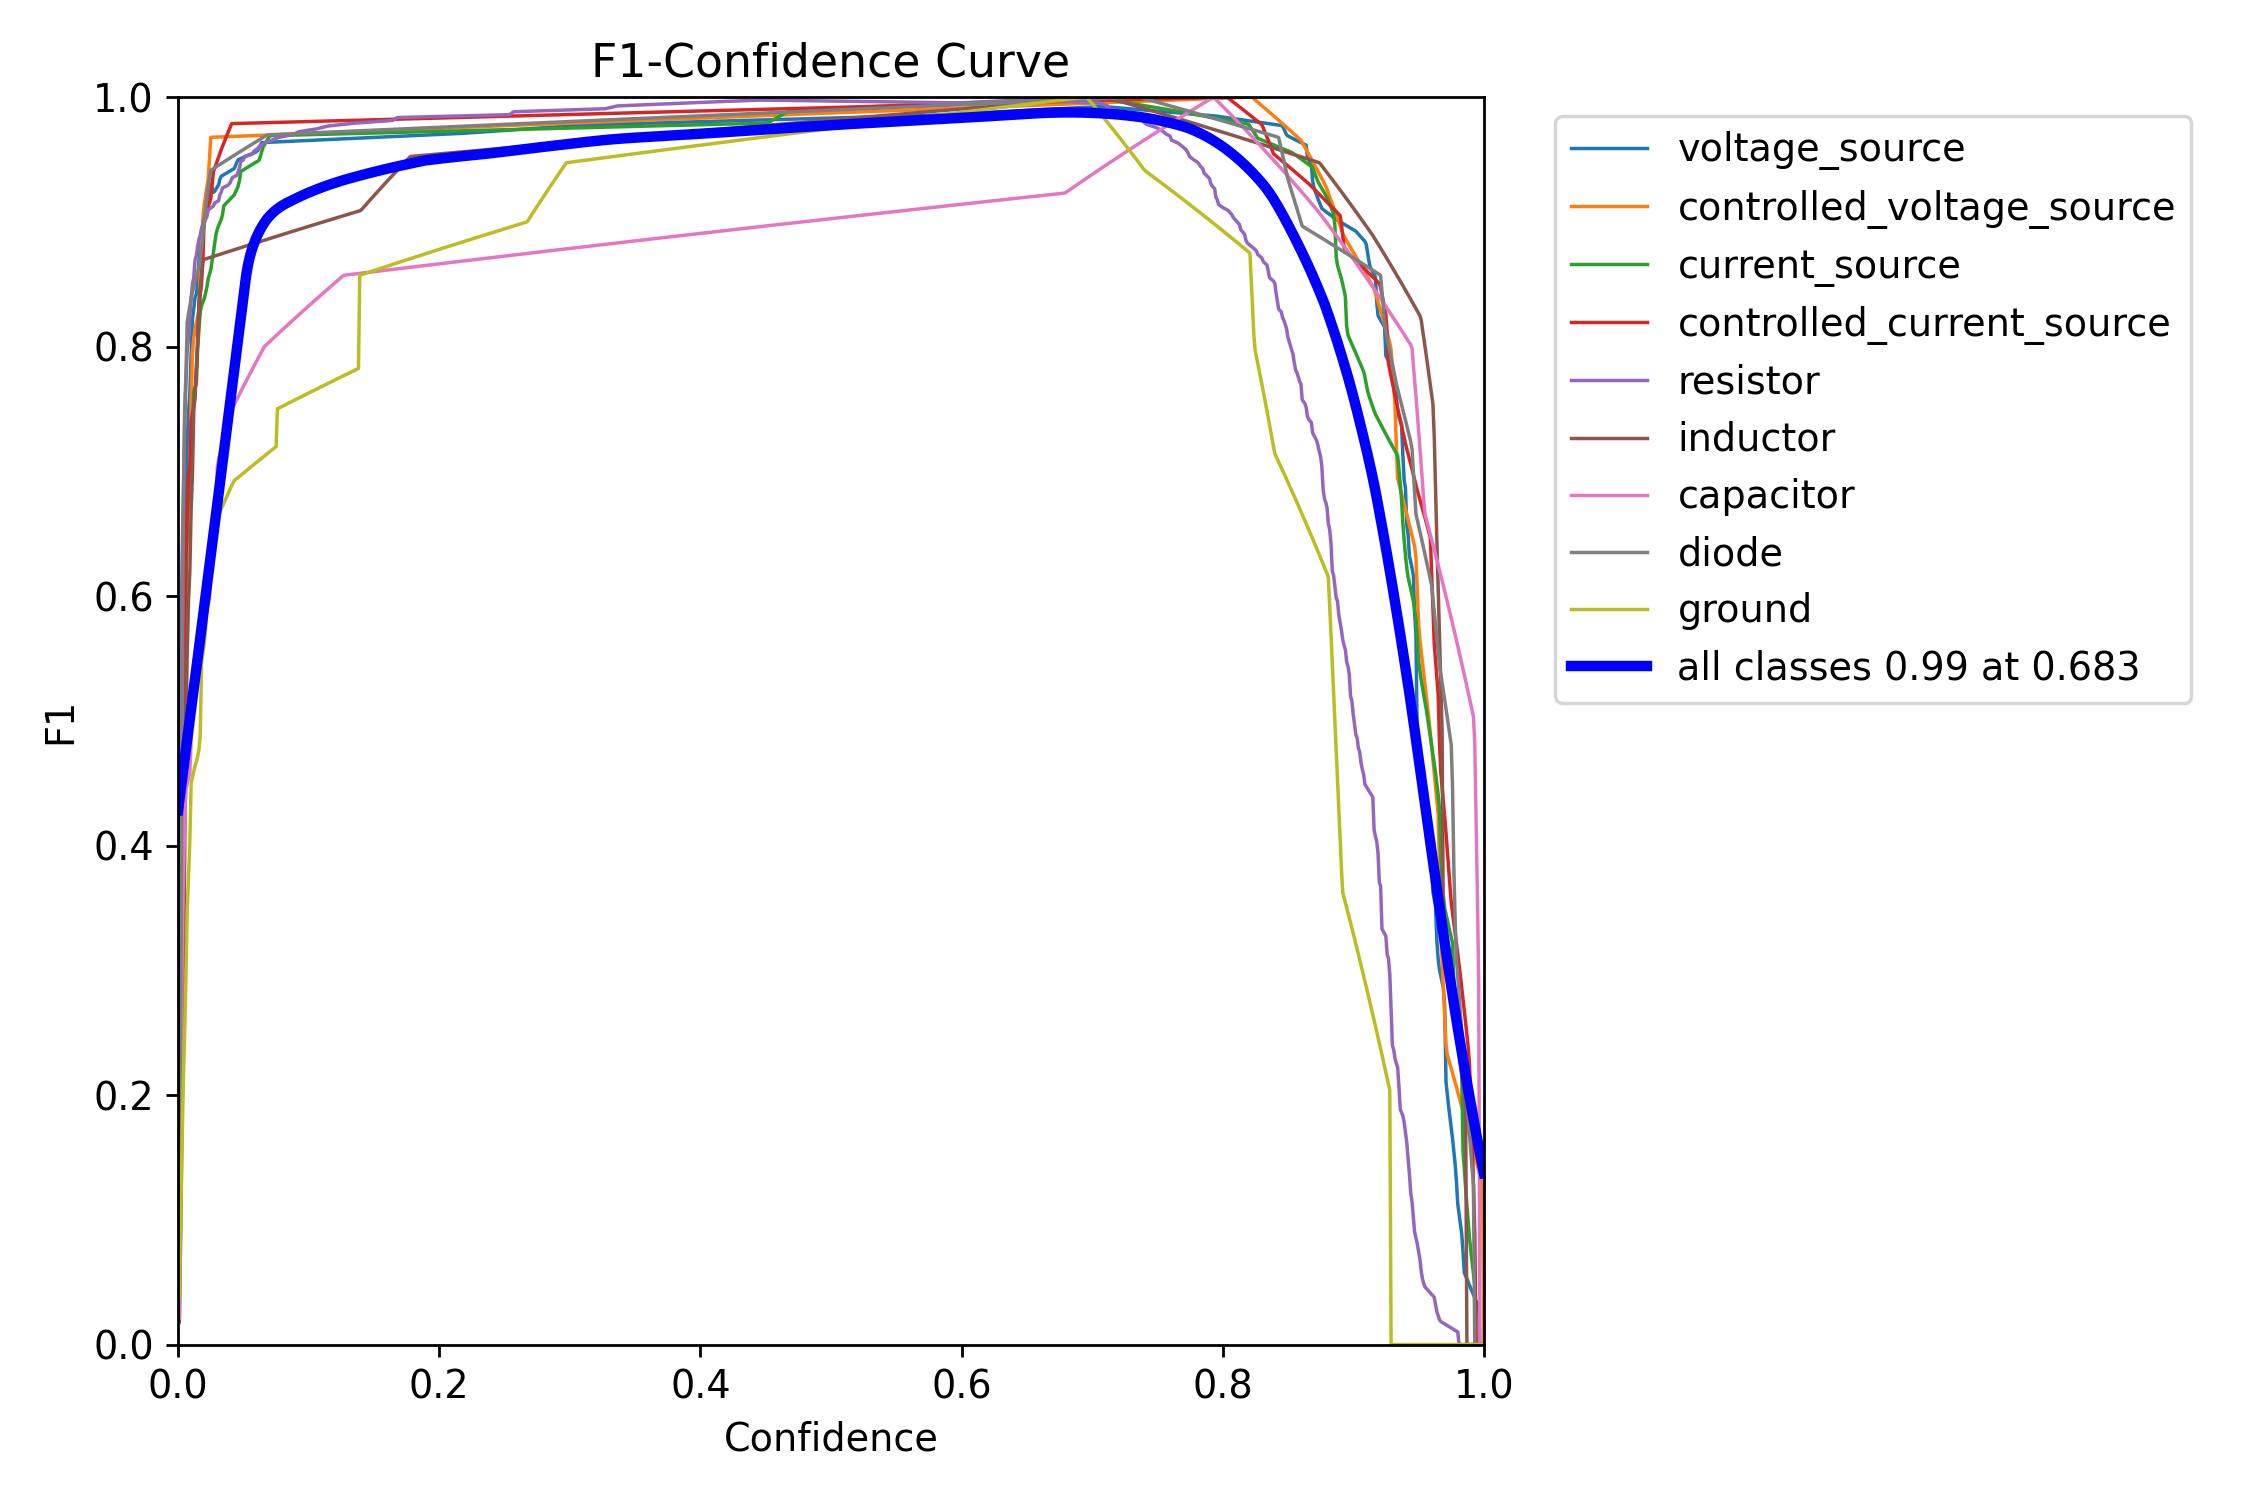 F1-Confidence Curve
1.0
0.8
0.6
0.4
0.2
0.0
F1
0.0 0.2 0.4 0.6 0.8 1.0
Confidence
voltage_source
controlled_voltage_source
current_source
controlled_current_source
resistor
inductor
capacitor
diode
ground
all classes 0.99 at 0.683